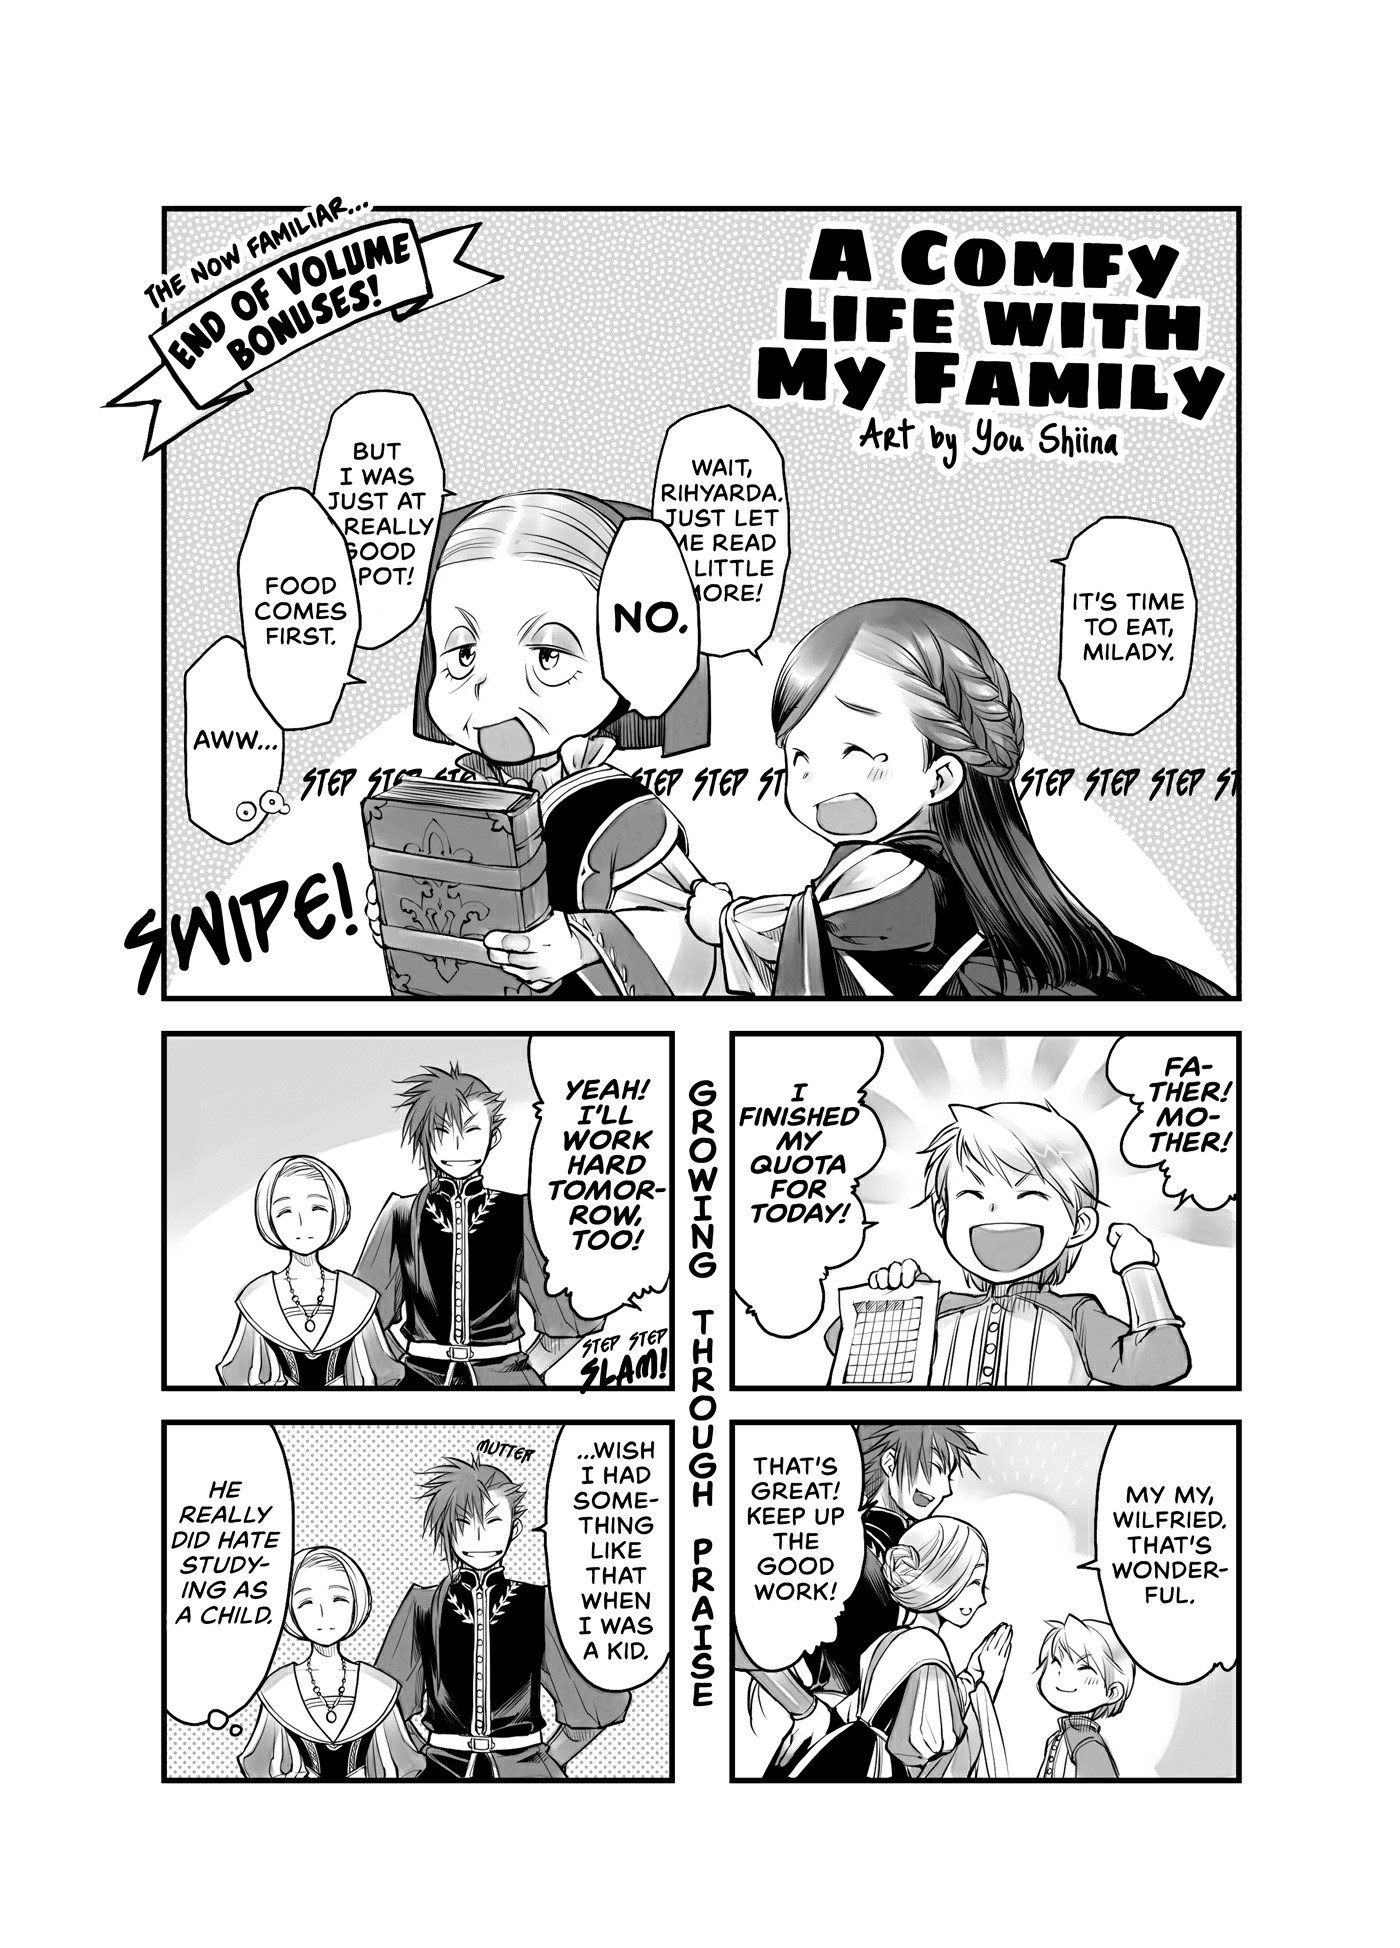 THE NOW FAMILIAR...
END OF VOLUME
BONUSES!
A COMFY
LIFE WITH
MY FAMILY
Art by You Shiina
IT'S TIME
TO EAT,
MILADY.
WAIT,
RIHYARDA.
JUST LET
ME READ
LITTLE
MORE!
NO.
BUT
I WAS
JUST AT
REALLY
GOOD
SPOT!
FOOD
COMES
FIRST.
AWW...
STEP STEP STEP
STEP STEP ST
STEP STEP STEP ST
SWIPE!
GROWING THROUGH PRAISE
FA-
THER!
MO-
THER!
I
FINISHED
MY
QUOTA
FOR
TODAY!
MY MY,
WILFRIED.
THAT'S
WONDER-
FUL.
THAT'S
GREAT!
KEEP UP
THE
GOOD
WORK!
YEAH!
I'LL
WORK
HARD
TOMOR-
ROW,
TOO!
STEP STEP
SLAM!
MUTTER
...WISH
I HAD
SOME-
THING
LIKE
THAT
WHEN
I WAS
A KID.
HE
REALLY
DID HATE
STUDY-
ING AS
A CHILD.